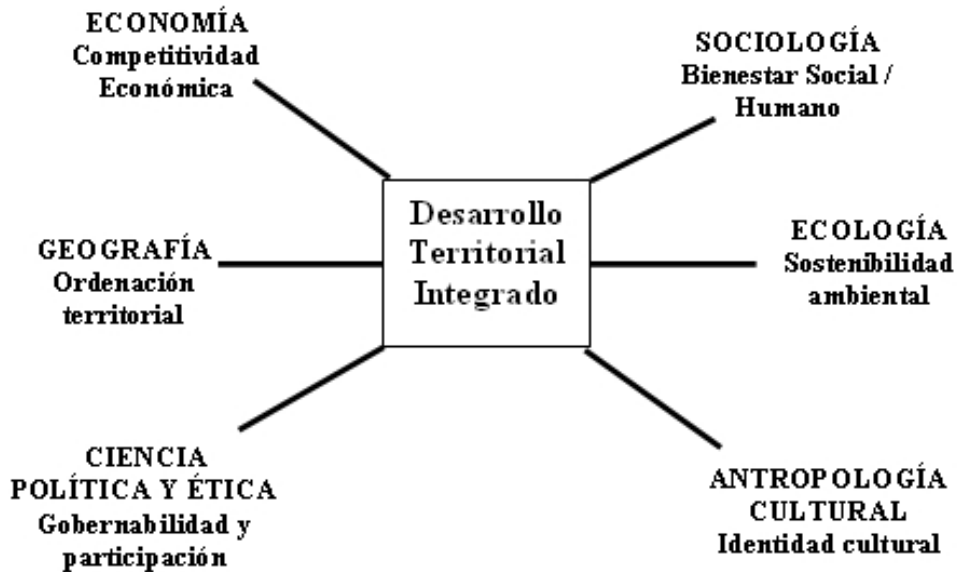 ECONOMÍA
Competitividad
Económica
SOCIOLOGÍA
Bienestar Social /
Humano
Desarrollo
Territorial
Integrado
GEOGRAFÍA
Ordenación
territorial
ECOLOGÍA
Sostenibilidad
ambiental
CIENCIA
POLÍTICA Y ÉTICA
Gobernabilidad y
participación
ANTROPOLOGÍA
CULTURAL
Identidad cultural